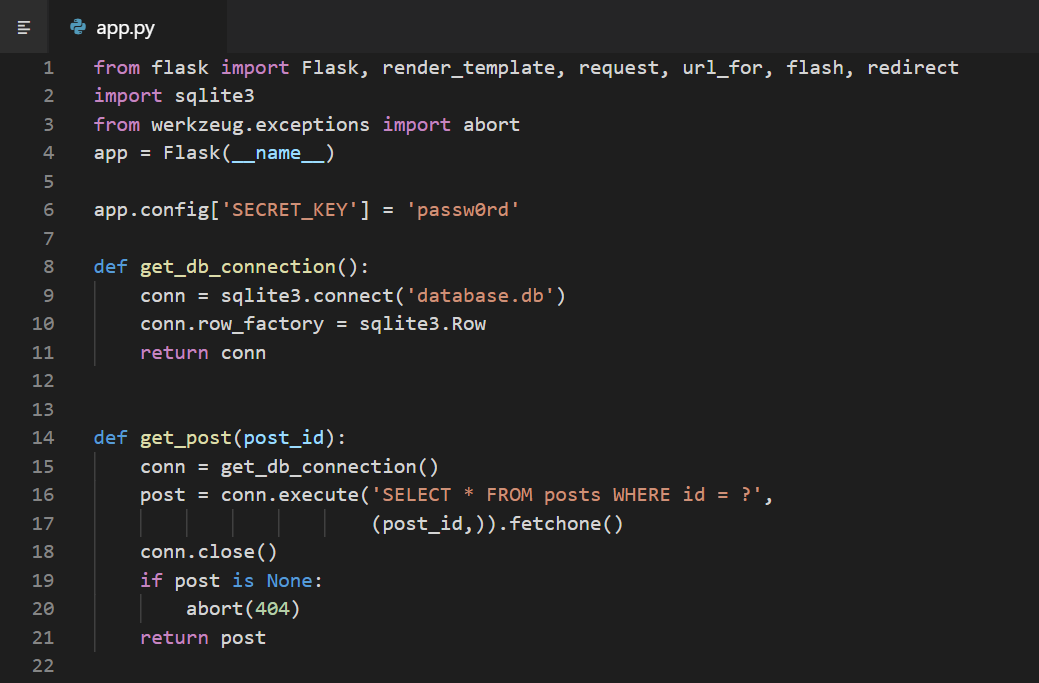 app.py
1 from flask import Flask, render_template, request, url_for, flash, redirect
2 import sqlite3
3 from werkzeug.exceptions import abort
4 app = Flask(__name__)
5
6 app.config['SECRET_KEY'] = 'passw0rd'
7
8 def get_db_connection():
9     conn = sqlite3.connect('database.db')
10     conn.row_factory = sqlite3.Row
11     return conn
12
13
14 def get_post(post_id):
15     conn = get_db_connection()
16     post = conn.execute('SELECT * FROM posts WHERE id = ?',
17                         (post_id,)).fetchone()
18     conn.close()
19     if post is None:
20         abort(404)
21     return post
22